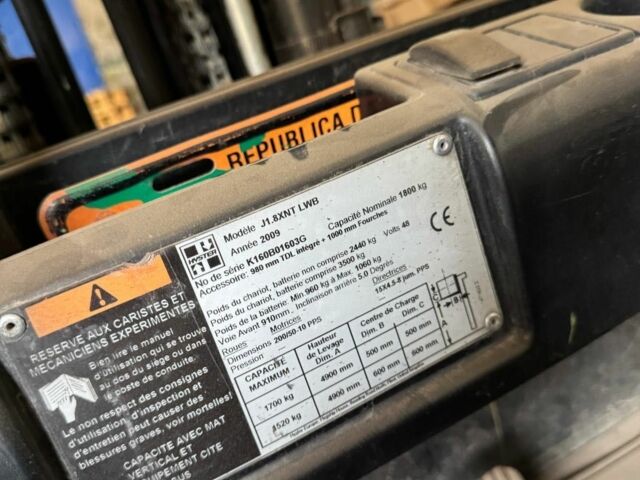 REPUBLICA D
HYSTER
Modèle J1.8XNT LWB
Année 2009 Capacité Nominale 1800 kg
No de série K160B01603G
Accessoire: 980 mm TDL intégré + 1000 mm Fourches
Poids du chariot, batterie non comprise 2440 kg
Poids du chariot, batterie comprise 3500 kg Volts 48
Poids de la batterie: Min 960 kg à Max. 1060 kg
Voie Avant 910mm, Inclinaison arrière 5.0 Degrés
Roues Motrices Directrices
Dimensions 200/50-10 PPS 15X4.5-8 jum. PPS
Pression
CAPACITÉ MAXIMUM Hauteur de Levage Dim. A Centre de Charge Dim. B Dim. C
1700 kg 4900 mm 500 mm 500 mm
1520 kg 4900 mm 600 mm 600 mm
CE
A
B
RESERVE AUX CARISTES ET
MECANICIENS EXPERIMENTES
Bien lire le manuel
d'utilisation qui se trouve
au dos du siège ou dans
le poste de conduite.
Le non respect des consignes
d'utilisation d'inspection et
d'entretien peut causer des
blessures graves, voir mortelles!
CAPACITE AVEC MAT
VERTICAL ET
EQUIPEMENT CITE